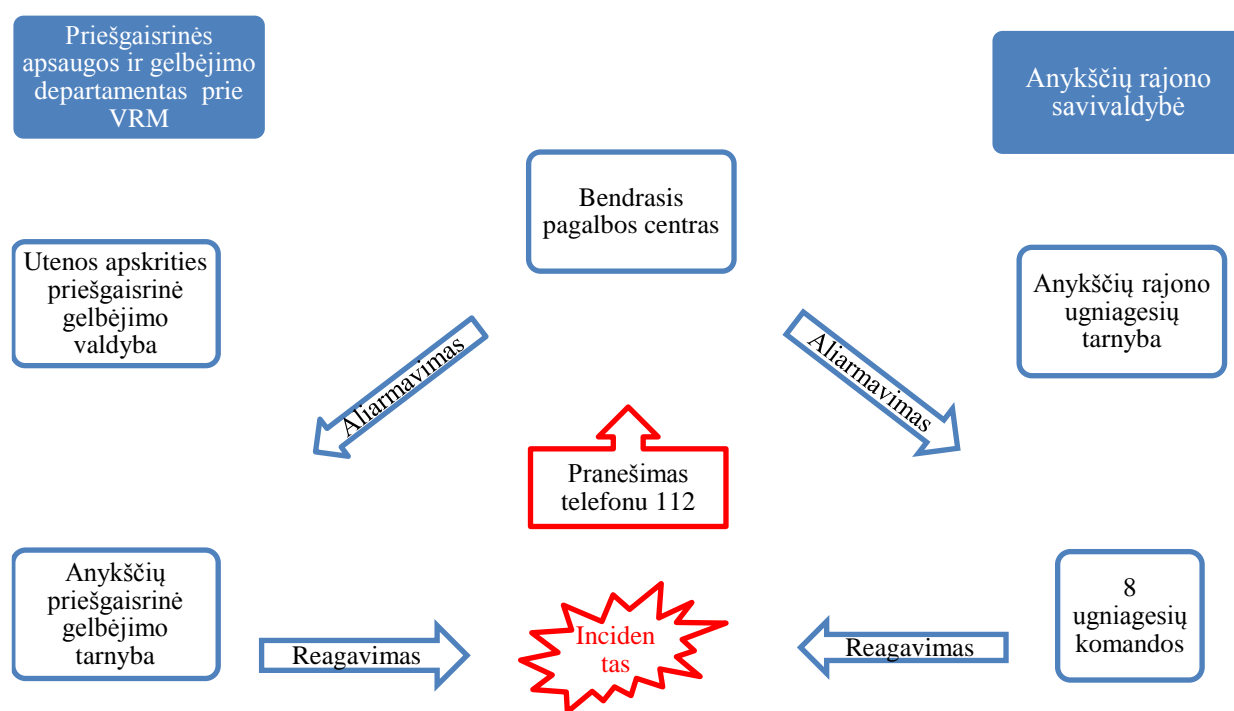 Priešgaisrinės
apsaugos ir gelbėjimo
departamentas prie
VRM
Anykščių rajono
savivaldybė
Bendrasis
pagalbos centras
Utenos apskrities
priešgaisrinė
gelbėjimo
valdyba
Anykščių rajono
ugniagesių
tarnyba
Aliarmavimas
Aliarmavimas
Pranešimas
telefonu 112
Anykščių
priešgaisrinė
gelbėjimo
tarnyba
Reagavimas
Inciden
tas
Reagavimas
8
ugniagesių
komandos